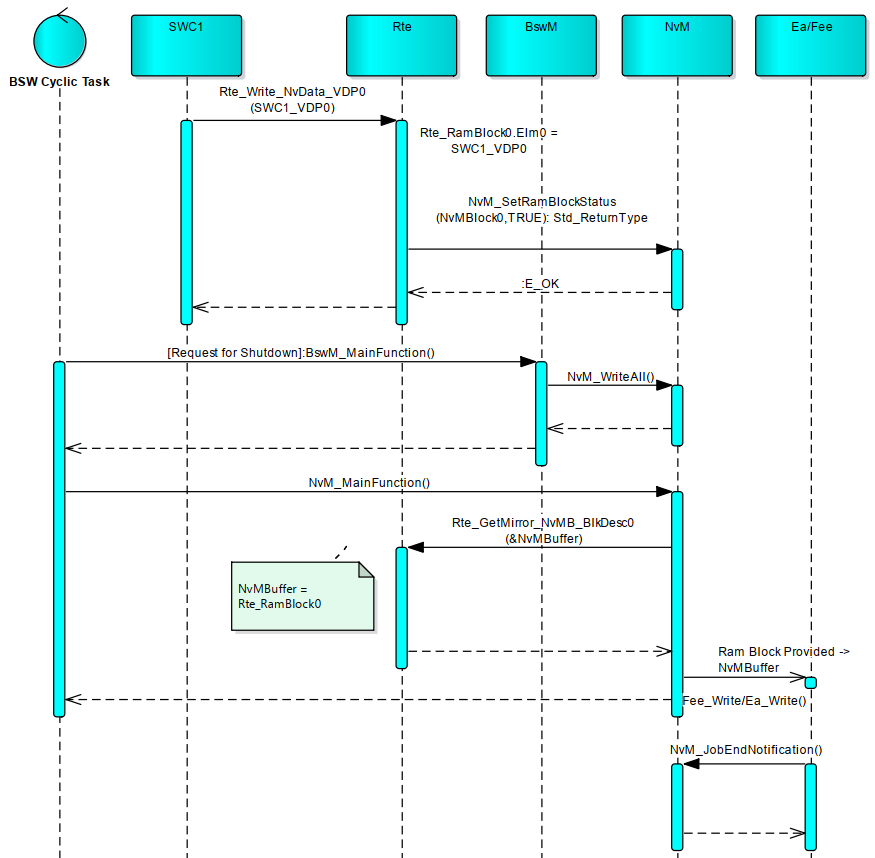 BSW Cyclic Task
SWC1
Rte
BswM
NvM
Ea/Fee
Rte_Write_NvData_VDP0
(SWC1_VDP0)
Rte_RamBlock0.Elm0 =
SWC1_VDP0
NvM_SetRamBlockStatus
(NvMBlock0,TRUE): Std_ReturnType
:E_OK
[Request for Shutdown]:BswM_MainFunction()
NvM_WriteAll()
NvM_MainFunction()
Rte_GetMirror_NvMB_BlkDesc0
(&NvMBuffer)
NvMBuffer =
Rte_RamBlock0
Ram Block Provided ->
NvMBuffer
Fee_Write/Ea_Write()
NvM_JobEndNotification()